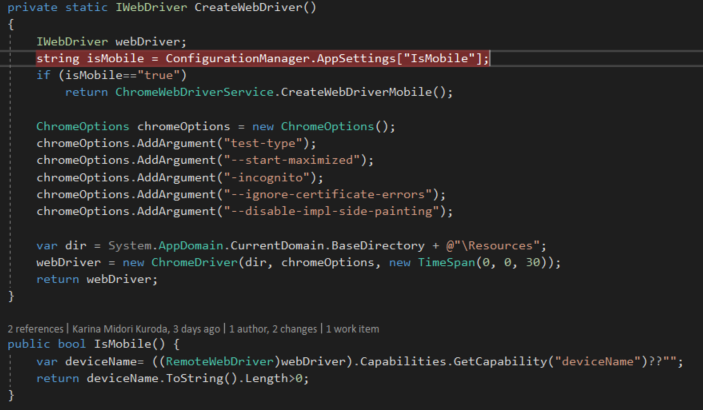 private static IWebDriver CreateWebDriver()
{
IWebDriver webDriver;
string isMobile = ConfigurationManager.AppSettings["IsMobile"];
if (isMobile=="true")
return ChromeWebDriverService.CreateWebDriverMobile();
ChromeOptions chromeOptions = new ChromeOptions();
chromeOptions.AddArgument("test-type");
chromeOptions.AddArgument("--start-maximized");
chromeOptions.AddArgument("-incognito");
chromeOptions.AddArgument("--ignore-certificate-errors");
chromeOptions.AddArgument("--disable-impl-side-painting");
var dir = System.AppDomain.CurrentDomain.BaseDirectory + @"\Resources";
webDriver = new ChromeDriver(dir, chromeOptions, new TimeSpan(0, 0, 30));
return webDriver;
}
2 references | Karina Midori Kuroda, 3 days ago | 1 author, 2 changes | 1 work item
public bool IsMobile() {
var deviceName= ((RemoteWebDriver)webDriver).Capabilities.GetCapability("deviceName")??"";
return deviceName.ToString().Length>0;
}